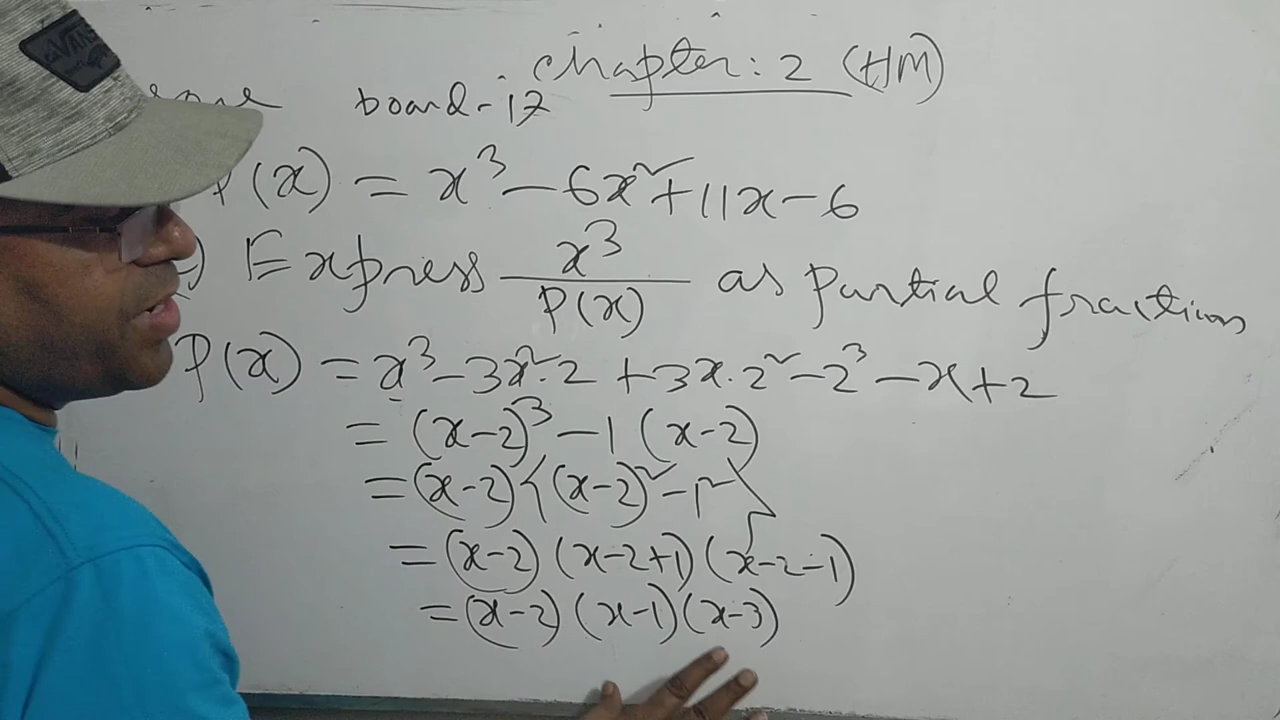 VANS
chapter: 2 (HM)
board-17
P(x) = x³ - 6x² + 11x - 6
Express x³/P(x) as partial fractions
P(x) = x³ - 3x².2 + 3x.2² - 2³ - x + 2
= (x-2)³ - 1 (x-2)
= (x-2) {(x-2)² - 1²}
= (x-2) (x-2+1) (x-2-1)
= (x-2) (x-1) (x-3)